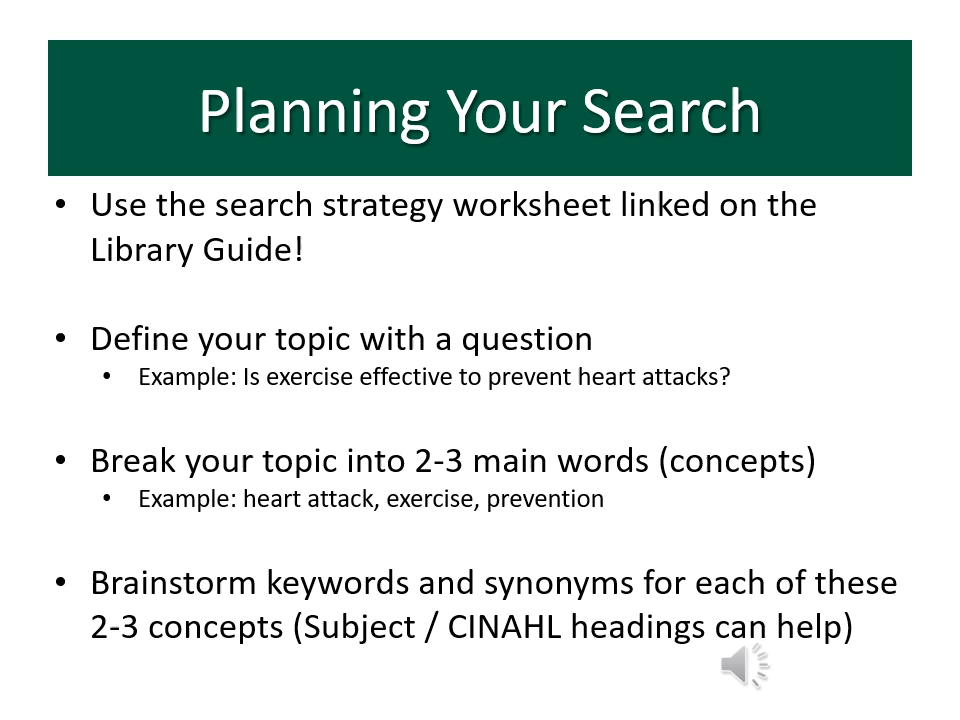 Planning Your Search
• Use the search strategy worksheet linked on the
Library Guide!
• Define your topic with a question
• Example: Is exercise effective to prevent heart attacks?
• Break your topic into 2-3 main words (concepts)
• Example: heart attack, exercise, prevention
• Brainstorm keywords and synonyms for each of these
2-3 concepts (Subject / CINAHL headings can help)